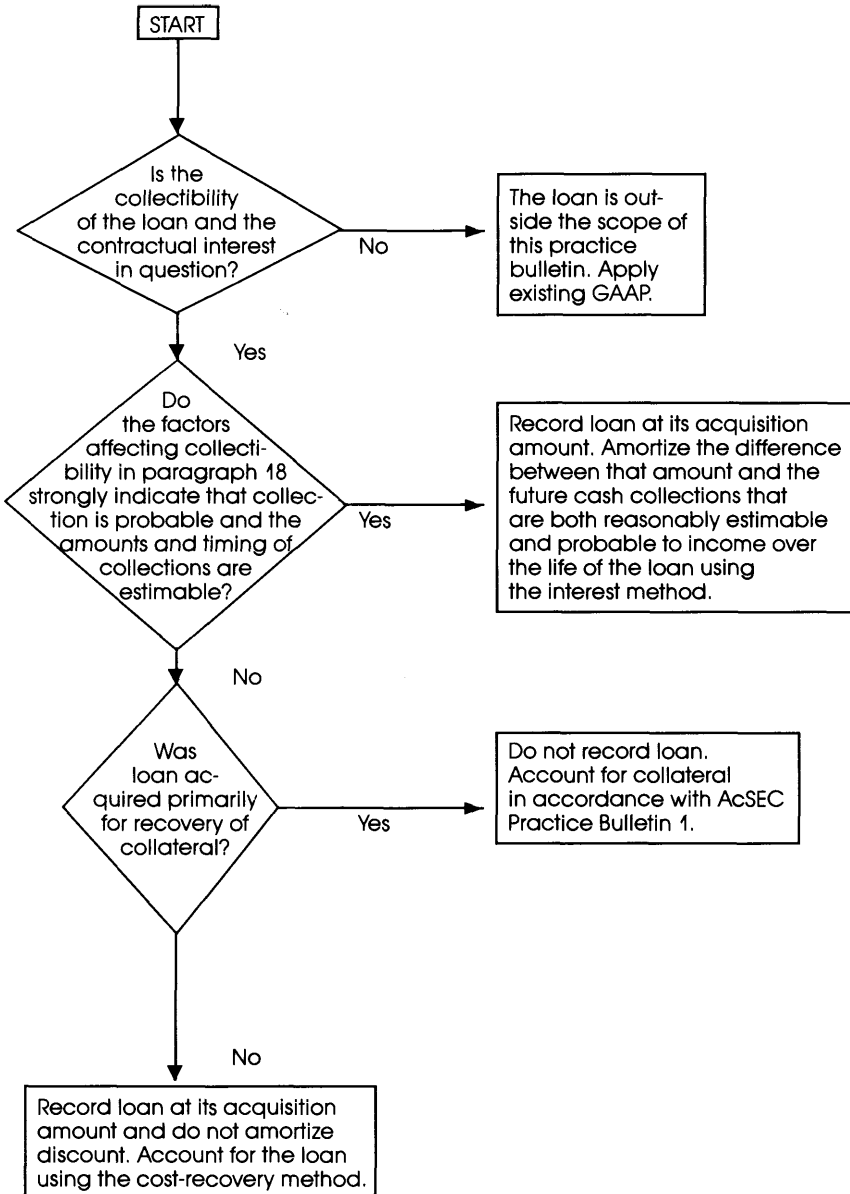 START
Is the
collectibility
of the loan and the
contractual interest
in question?
No
The loan is out-
side the scope of
this practice
bulletin. Apply
existing GAAP.
Yes
Do
the factors
affecting collecti-
bility in paragraph 18
strongly indicate that collec-
tion is probable and the
amounts and timing of
collections are
estimable?
Yes
Record loan at its acquisition
amount. Amortize the difference
between that amount and the
future cash collections that
are both reasonably estimable
and probable to income over
the life of the loan using
the interest method.
No
Was
loan ac-
quired primarily
for recovery of
collateral?
Yes
Do not record loan.
Account for collateral
in accordance with AcSEC
Practice Bulletin 1.
No
Record loan at its acquisition
amount and do not amortize
discount. Account for the loan
using the cost-recovery method.